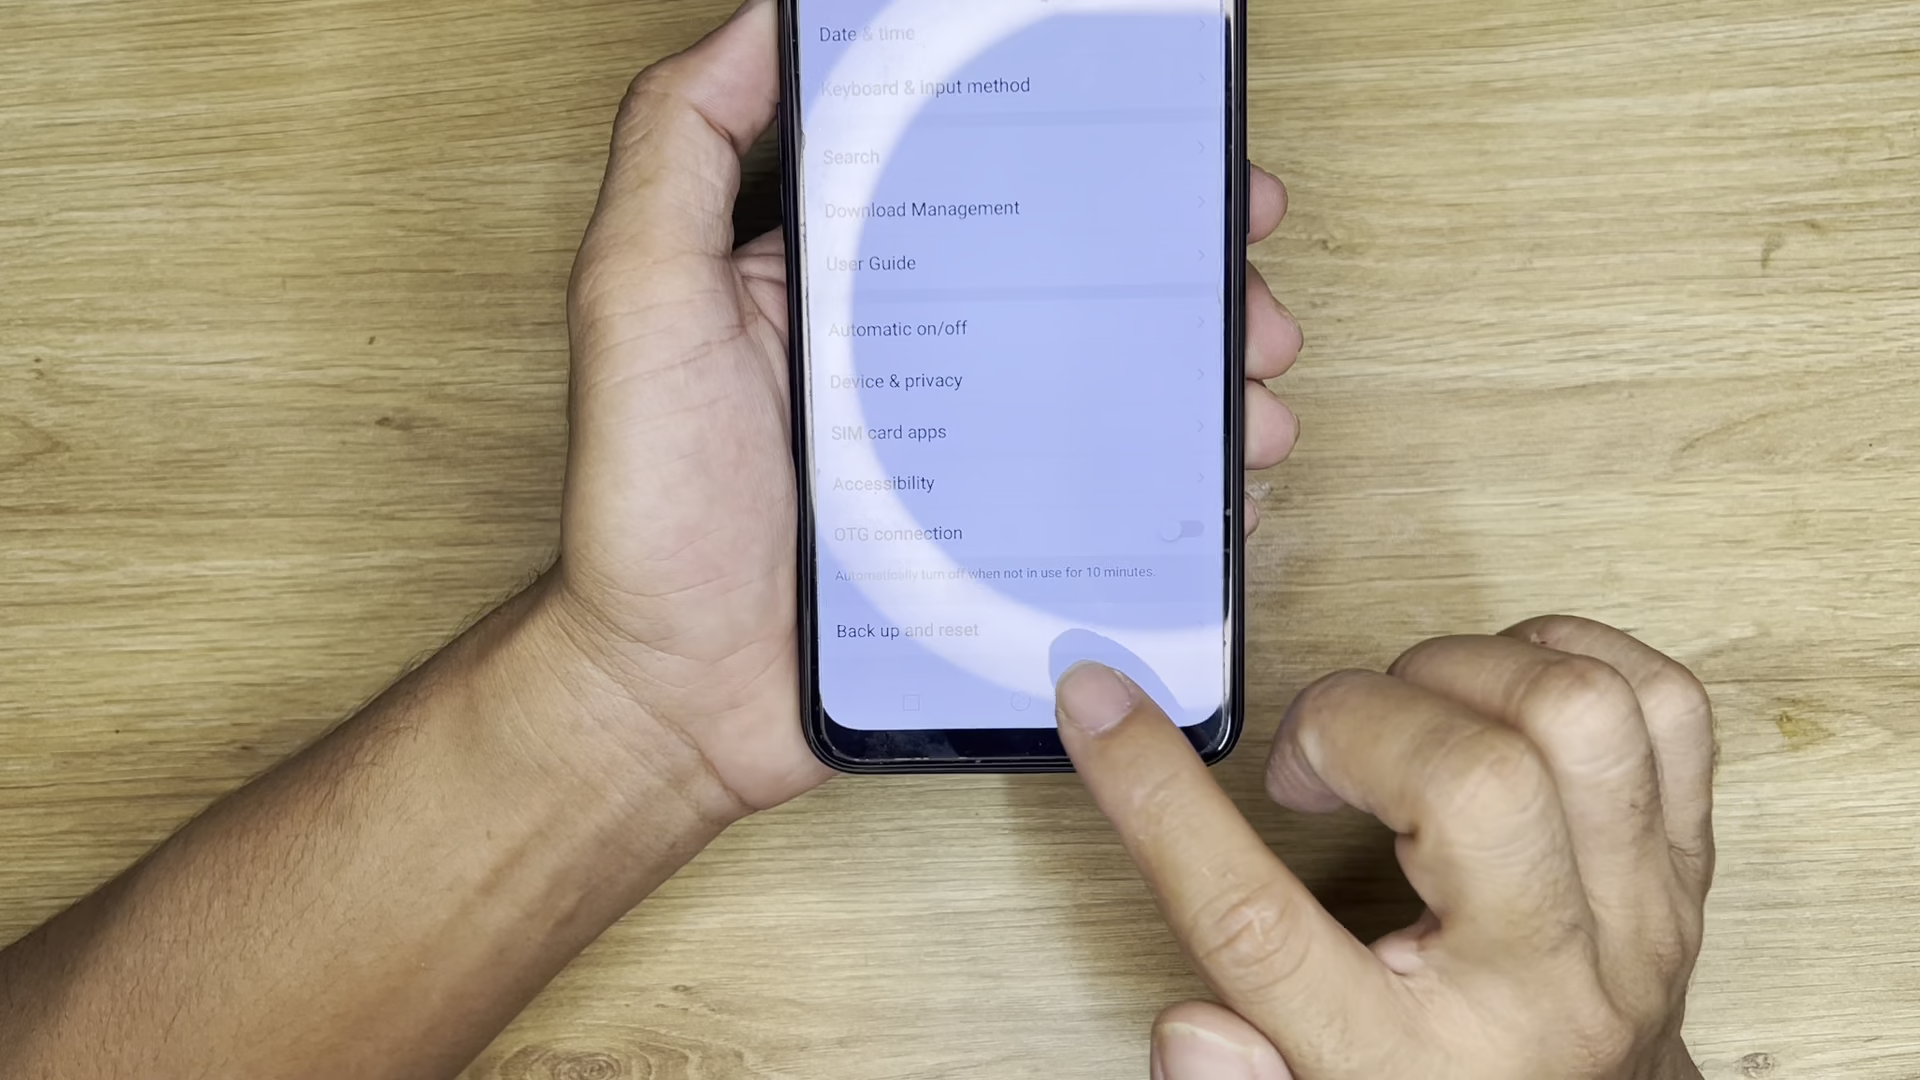 Date & time
Keyboard & input method
Search
Download Management
User Guide
Automatic on/off
Device & privacy
SIM card apps
Accessibility
OTG connection
Automatically turn off when not in use for 10 minutes.
Back up and reset